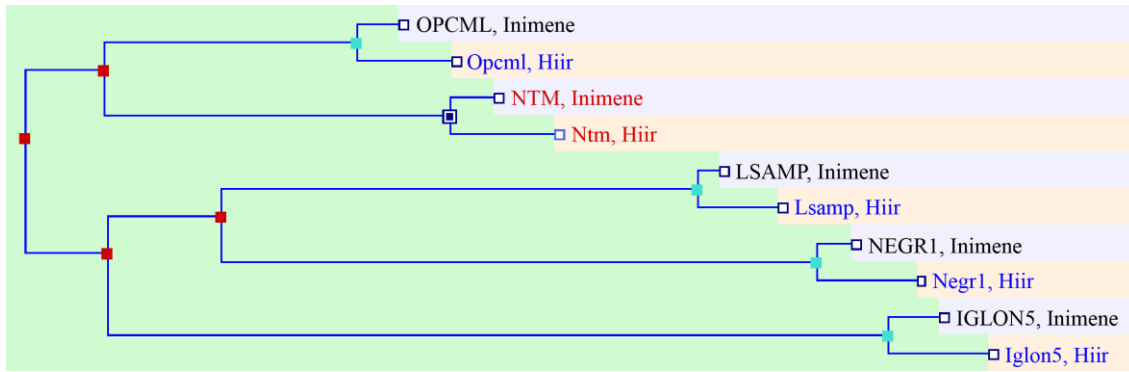 OPCML, Inimene
Opcml, Hiir
NTM, Inimene
Ntm, Hiir
LSAMP, Inimene
Lsamp, Hiir
NEGR1, Inimene
Negr1, Hiir
IGLON5, Inimene
Iglon5, Hiir